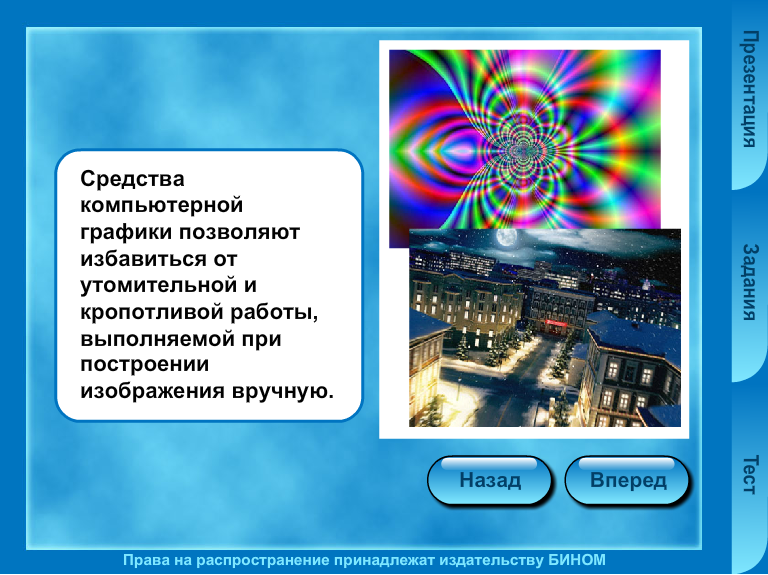 Средства
компьютерной
графики позволяют
избавиться от
утомительной и
кропотливой работы,
выполняемой при
построении
изображения вручную.
Назад
Вперед
Презентация
Задания
Тест
Права на распространение принадлежат издательству БИНОМ